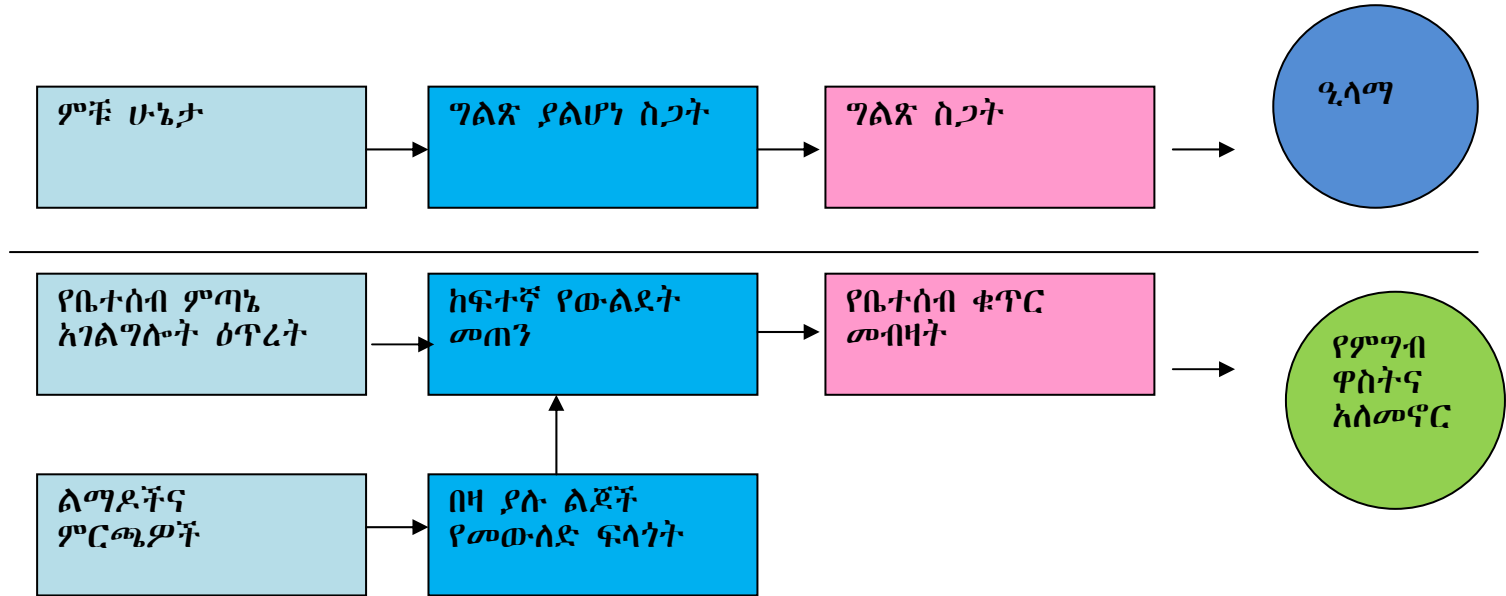 ምቹ ሁኔታ
ግልጽ ያልሆነ ስጋት
ግልጽ ስጋት
ዒላማ
የቤተሰብ ምጣኔ
አገልግሎት ዕጥረት
ከፍተኛ የውልደት
መጠን
የቤተሰብ ቁጥር
መብዛት
የምግብ
ዋስትና
አለመኖር
ልማዶችና
ምርጫዎች
በዛ ያሉ ልጆች
የመውለድ ፍላጎት